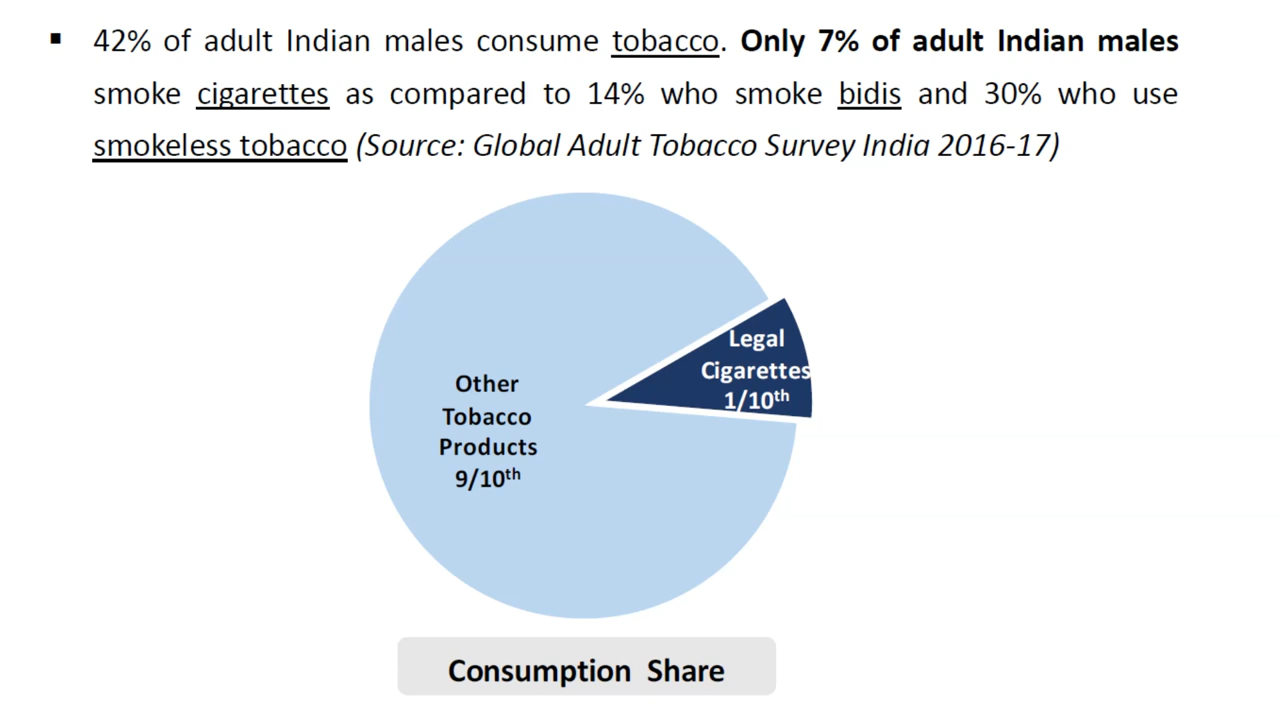 ▪ 42% of adult Indian males consume tobacco. Only 7% of adult Indian males
smoke cigarettes as compared to 14% who smoke bidis and 30% who use
smokeless tobacco (Source: Global Adult Tobacco Survey India 2016-17)
Legal
Cigarettes
1/10th
Other
Tobacco
Products
9/10th
Consumption Share